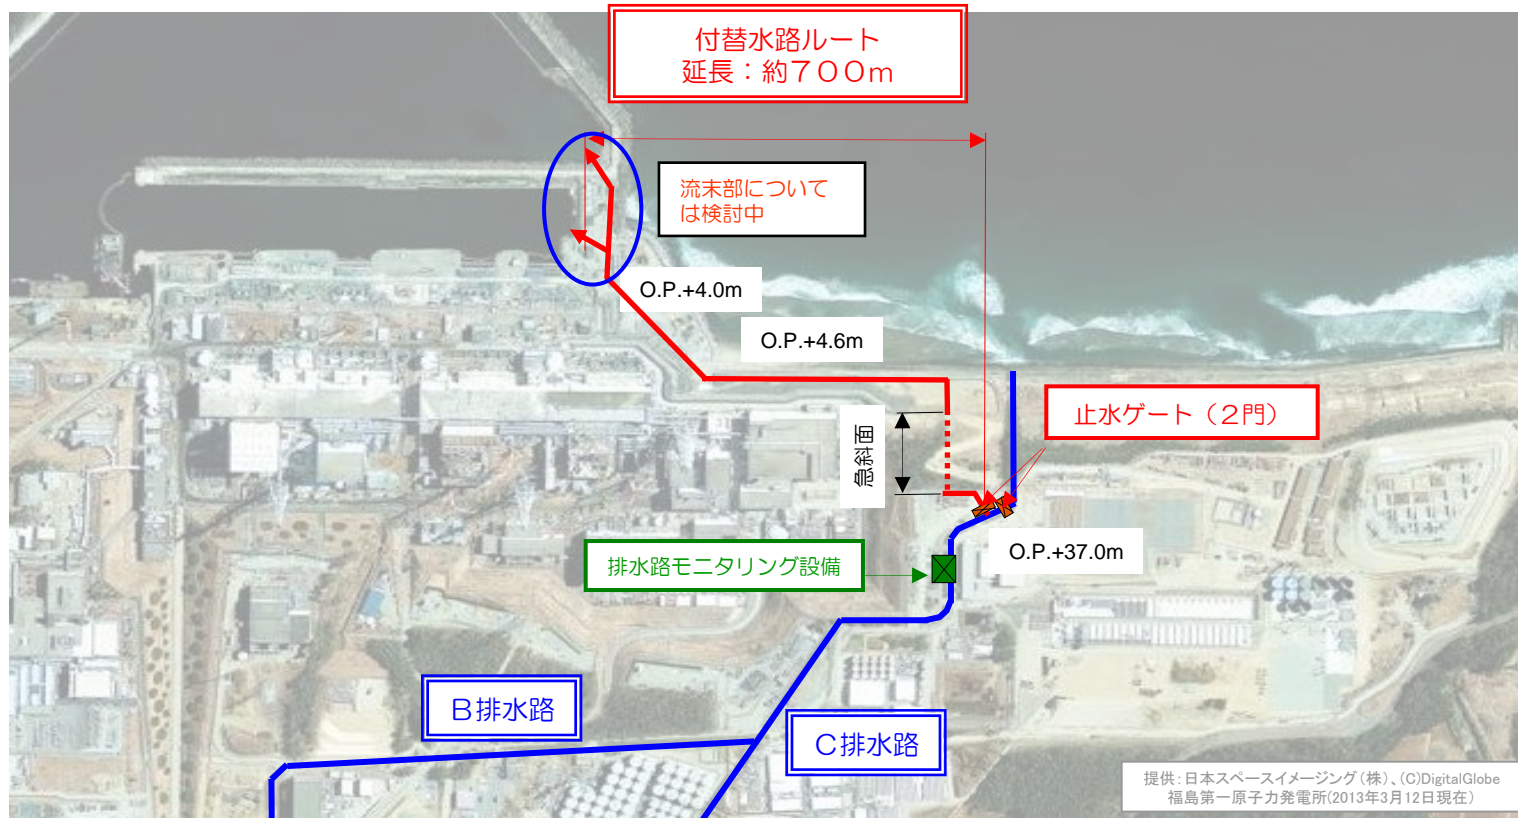 付替水路ルート
延長：約７００ｍ
流末部について
は検討中
O.P.+4.0m
O.P.+4.6m
急斜面
止水ゲート（２門）
O.P.+37.0m
排水路モニタリング設備
Ｂ排水路
Ｃ排水路
提供：日本スペースイメージング（株）、(C)DigitalGlobe
福島第一原子力発電所(2013年3月12日現在）